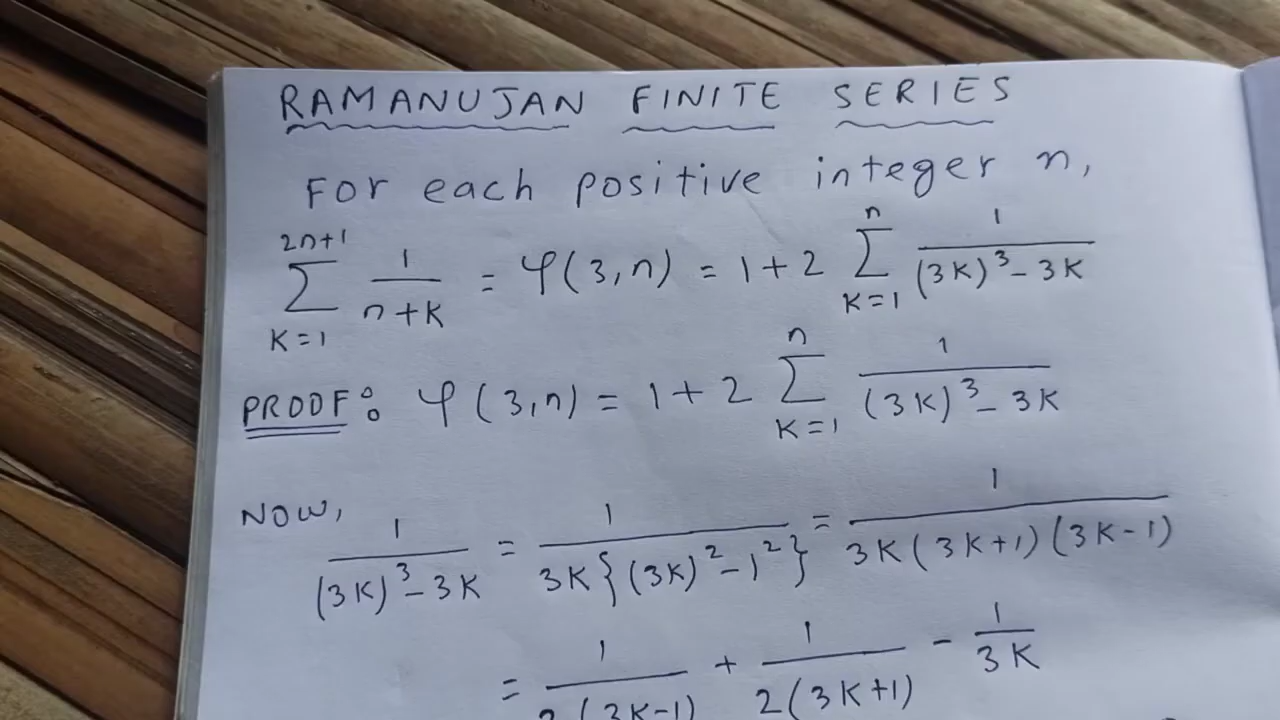 RAMANUJAN FINITE SERIES
For each positive integer n,
2n+1 ∑ K=1 1/(n+K) = φ(3,n) = 1+2 n ∑ K=1 1/((3K)³-3K)
PROOF: φ(3,n) = 1+2 n ∑ K=1 1/((3K)³-3K)
NOW,
1/((3K)³-3K) = 1/(3K{(3K)²-1²}) = 1/(3K(3K+1)(3K-1))
= 1/(2(3K-1)) + 1/(2(3K+1)) - 1/(3K)